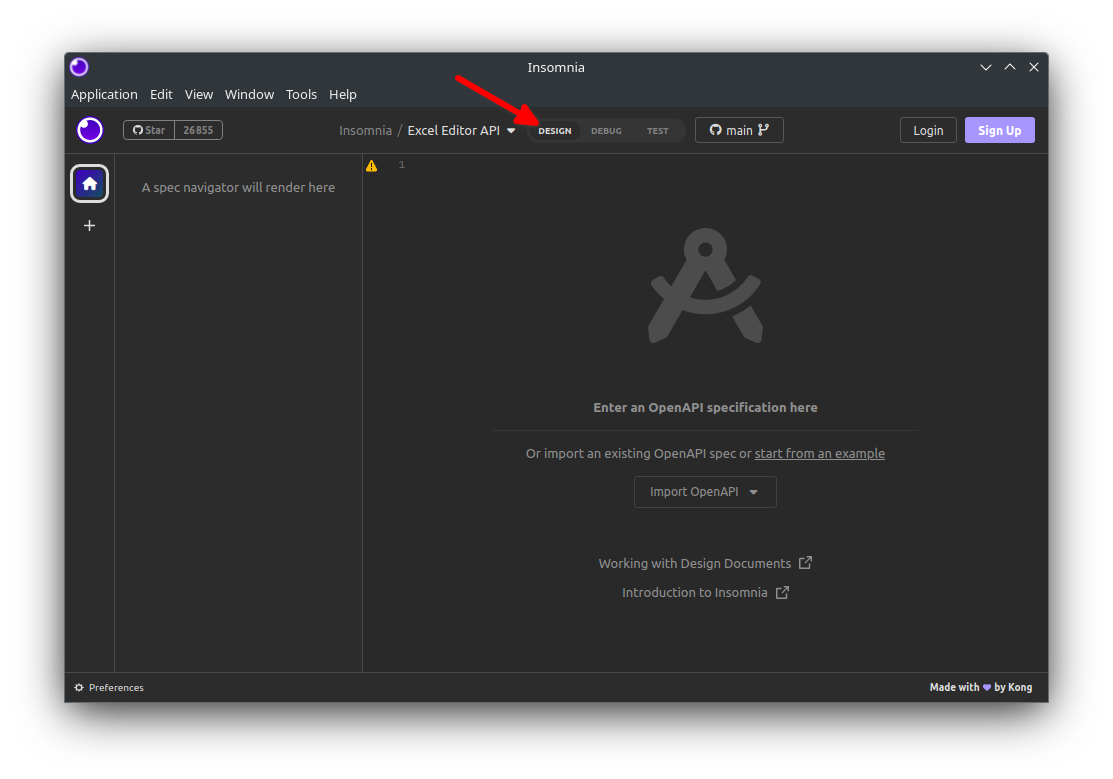 Insomnia
Application Edit View Window Tools Help
Star 26855 Insomnia / Excel Editor API DESIGN DEBUG TEST main Login Sign Up
A spec navigator will render here
1
Enter an OpenAPI specification here
Or import an existing OpenAPI spec or start from an example
Import OpenAPI
Working with Design Documents
Introduction to Insomnia
Preferences Made with by Kong